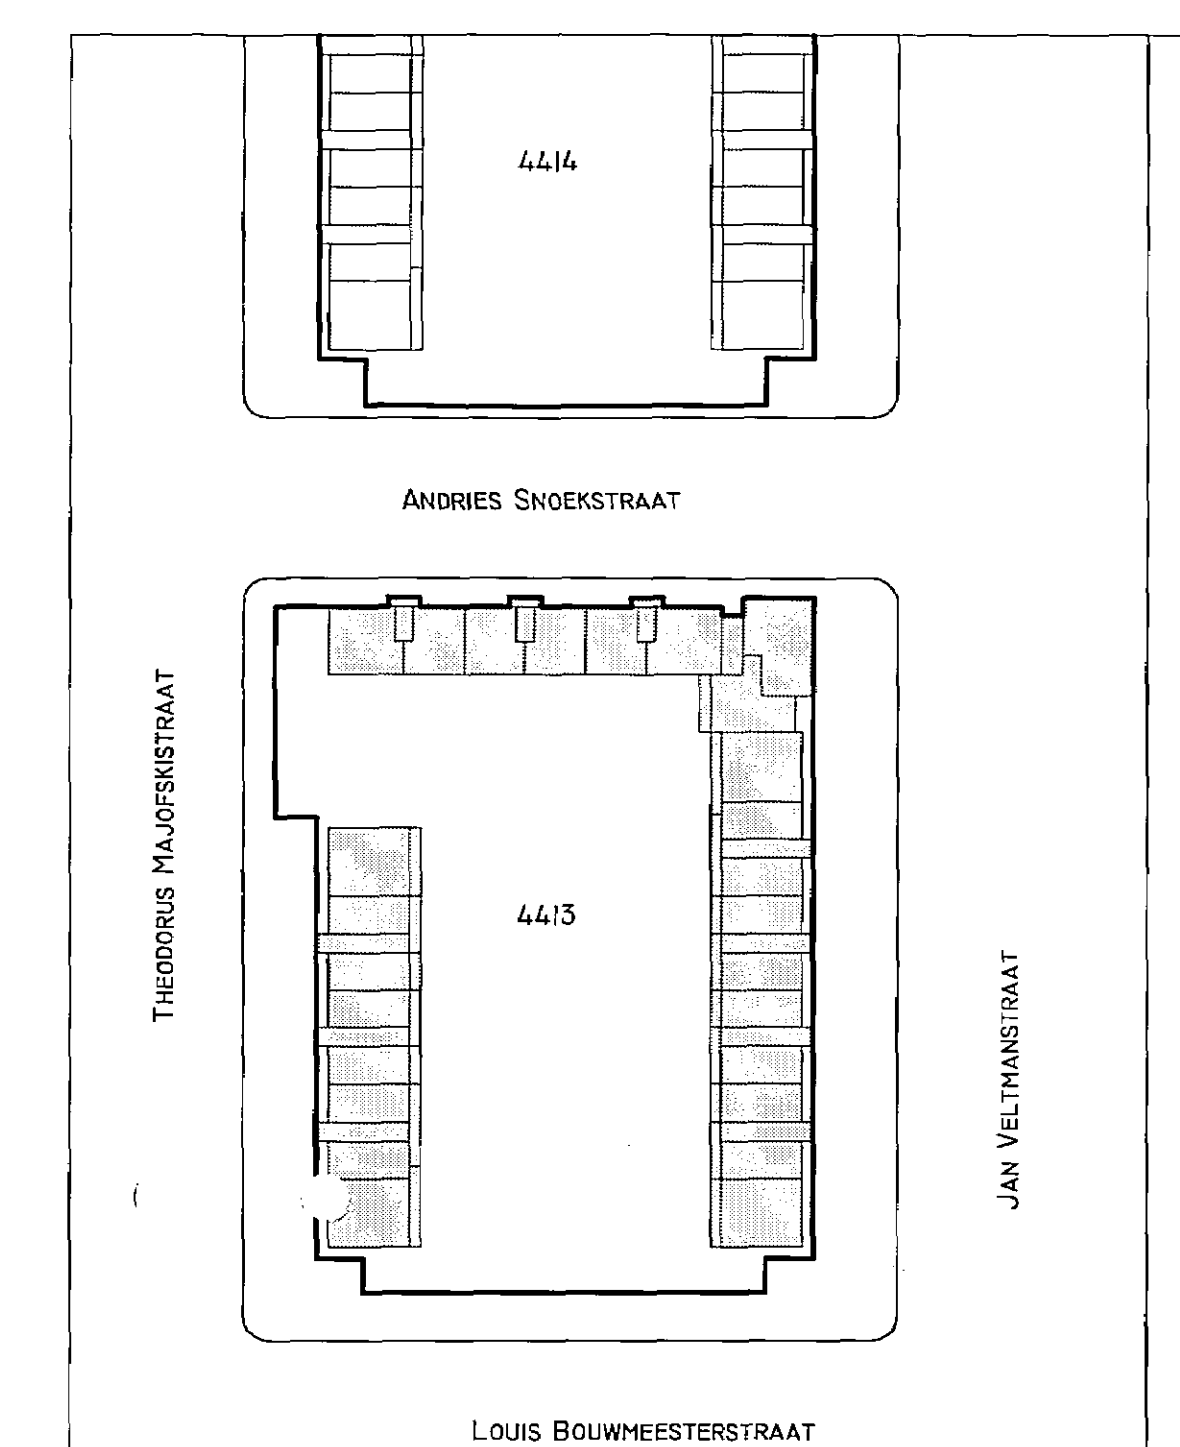 4414
ANDRIES SNOEKSTRAAT
THEODORUS MAJOFSKISTRAAT
4413
JAN VELTMANSTRAAT
LOUIS BOUWMEESTERSTRAAT